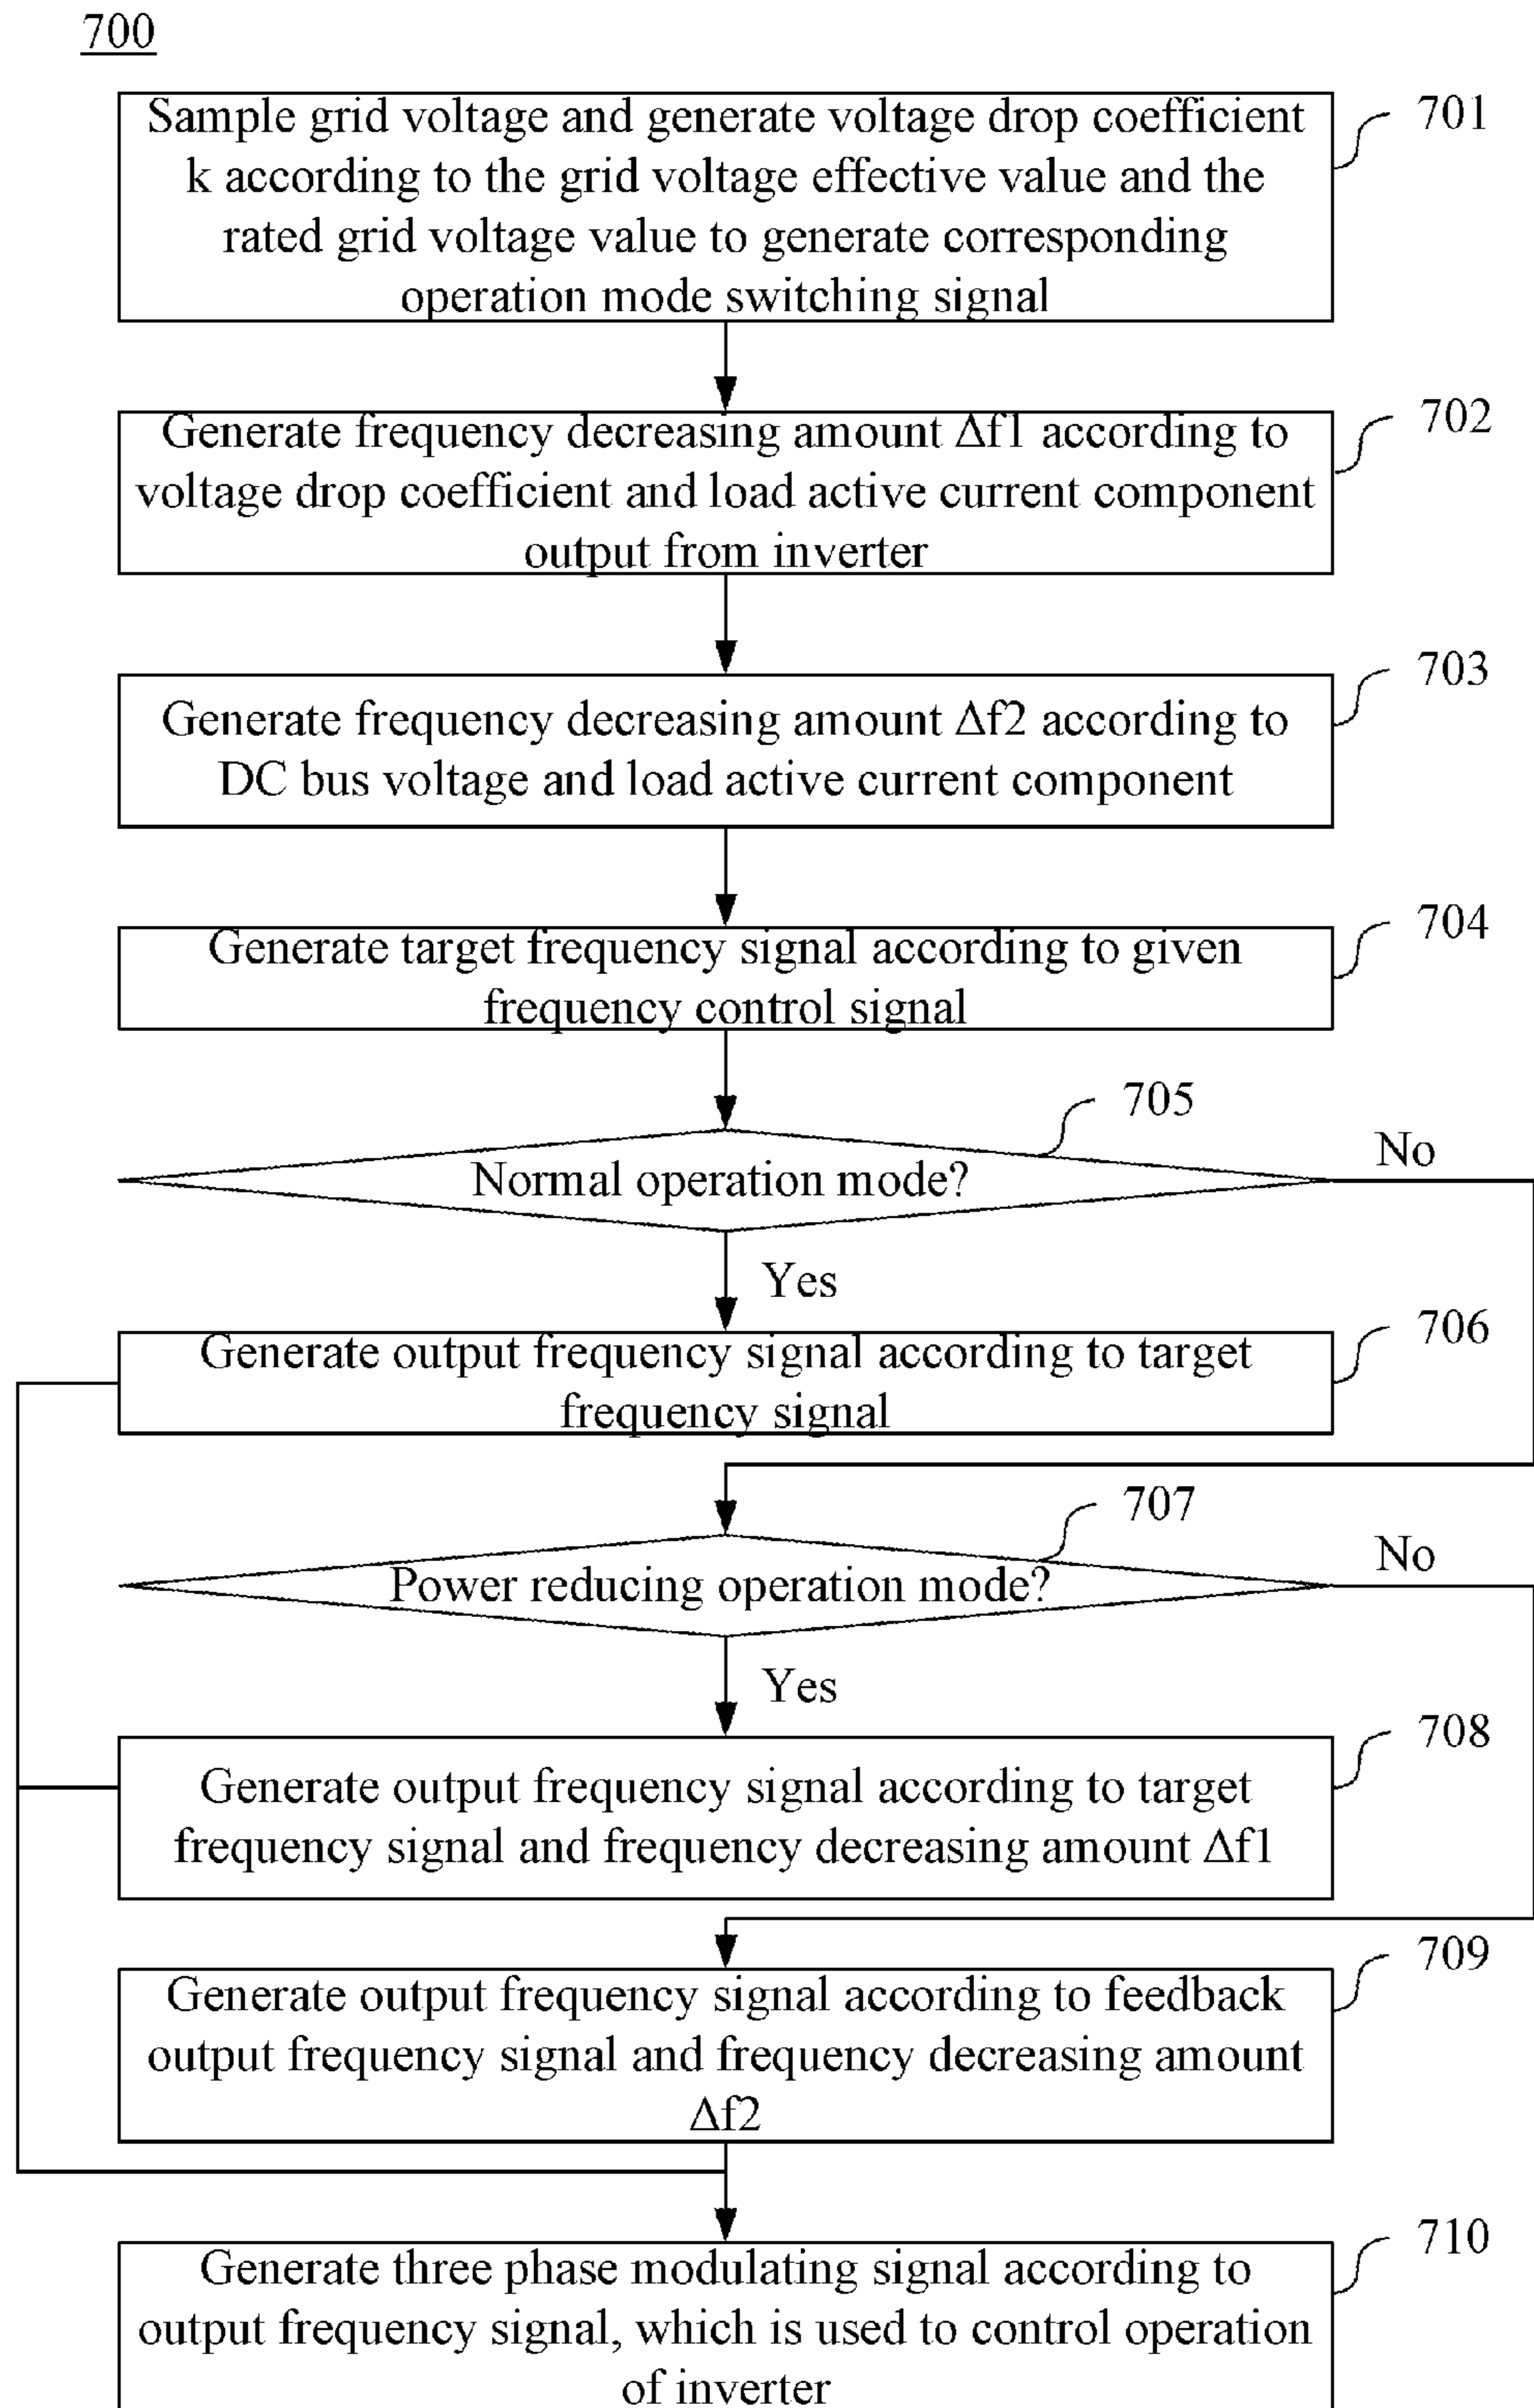 700
Sample grid voltage and generate voltage drop coefficient
k according to the grid voltage effective value and the
rated grid voltage value to generate corresponding
operation mode switching signal
701
Generate frequency decreasing amount Δf1 according to
voltage drop coefficient and load active current component
output from inverter
702
Generate frequency decreasing amount Δf2 according to
DC bus voltage and load active current component
703
Generate target frequency signal according to given
frequency control signal
704
Normal operation mode?
705
No
Yes
Generate output frequency signal according to target
frequency signal
706
Power reducing operation mode?
707
No
Yes
Generate output frequency signal according to target
frequency signal and frequency decreasing amount Δf1
708
Generate output frequency signal according to feedback
output frequency signal and frequency decreasing amount
Δf2
709
Generate three phase modulating signal according to
output frequency signal, which is used to control operation
of inverter
710